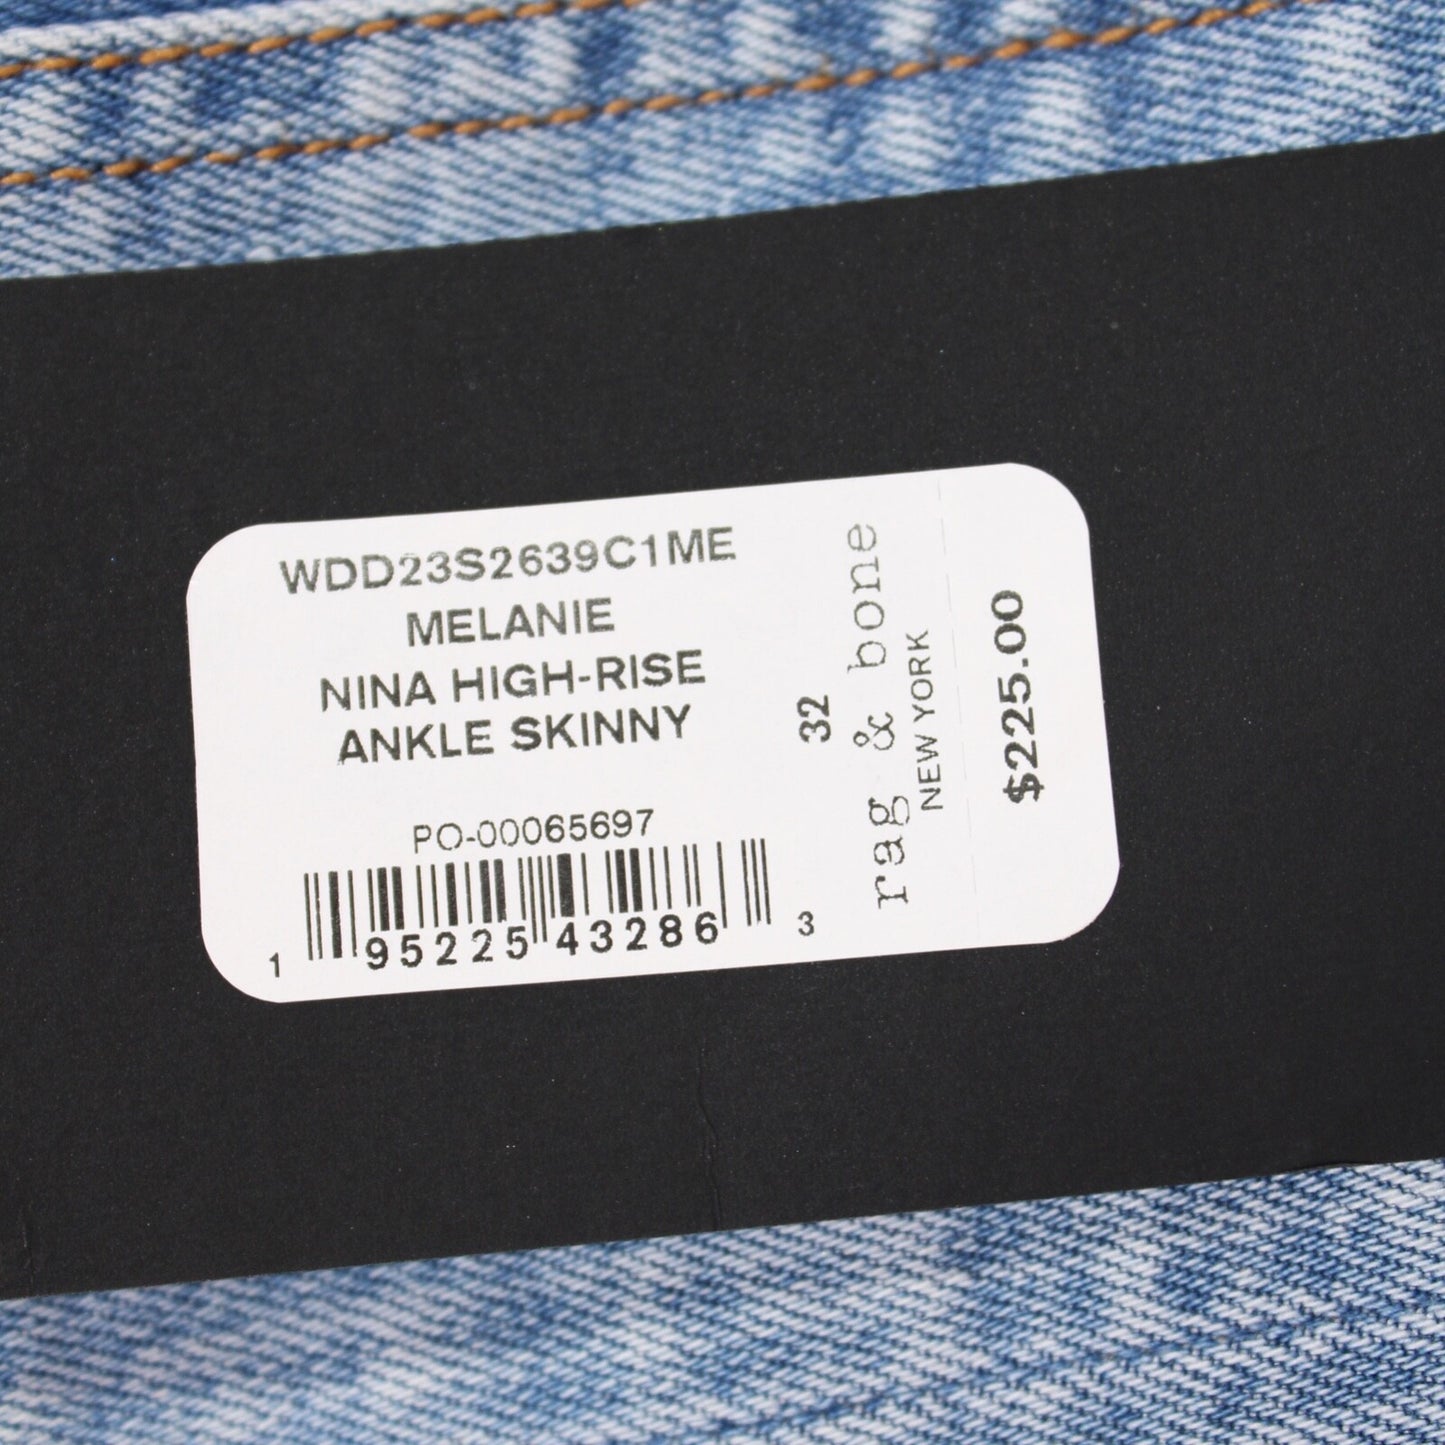 WDD23S2639C1ME
MELANIE
NINA HIGH-RISE
ANKLE SKINNY
PO-00065697
1 95225 43286 3
32
rag & bone
NEW YORK
$225.00